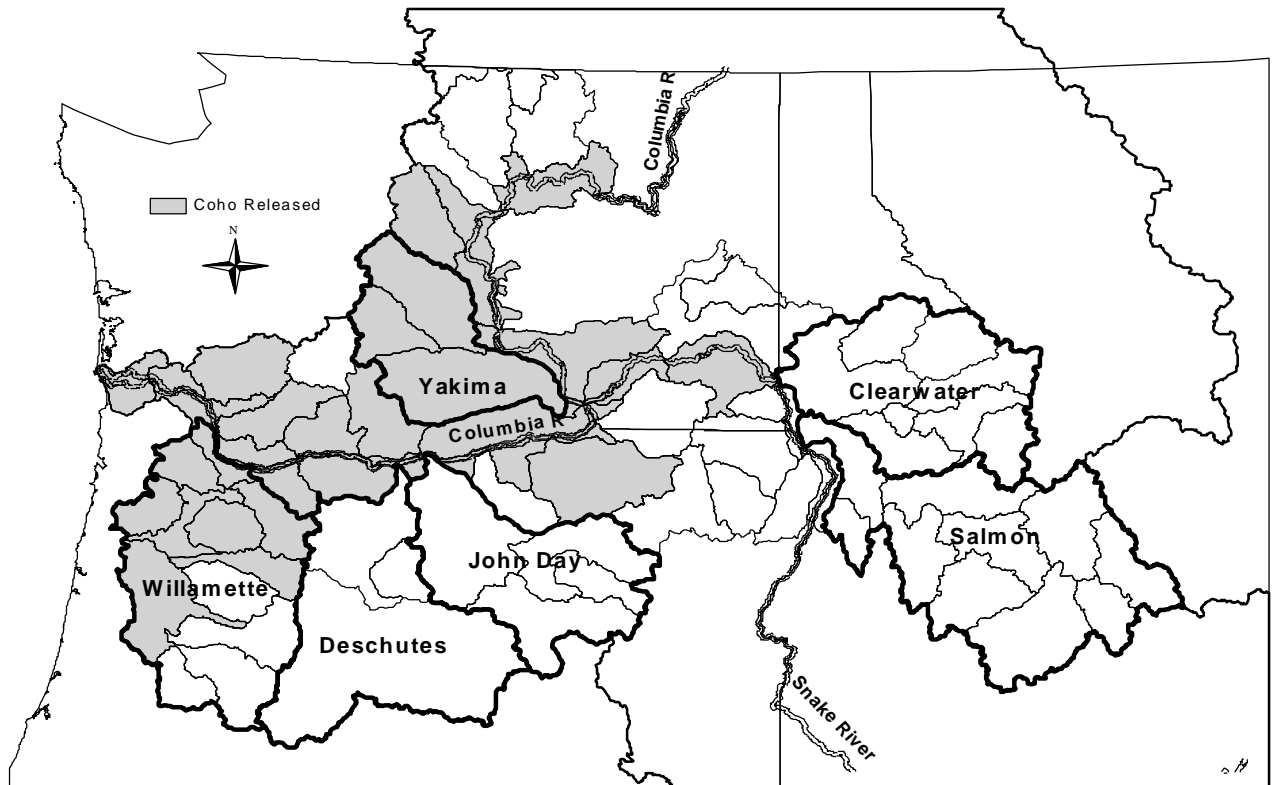 Columbia R
Coho Released
N
Yakima
Clearwater
Columbia R
Salmon
John Day
Willamette
Deschutes
Snake River